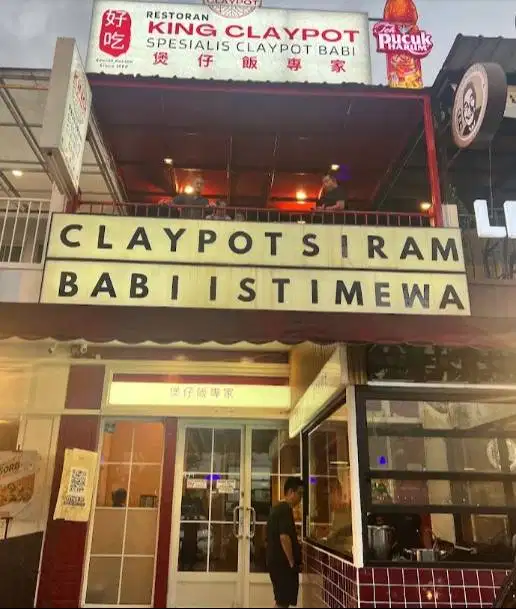 CLAYPOT
好吃
RESTORAN
KING CLAYPOT
SPESIALIS CLAYPOT BABI
煲仔飯專家
Teh
Pucuk
HARUM
CLAYPOT SIRAM
BABI ISTIMEWA
L
煲仔飯專家